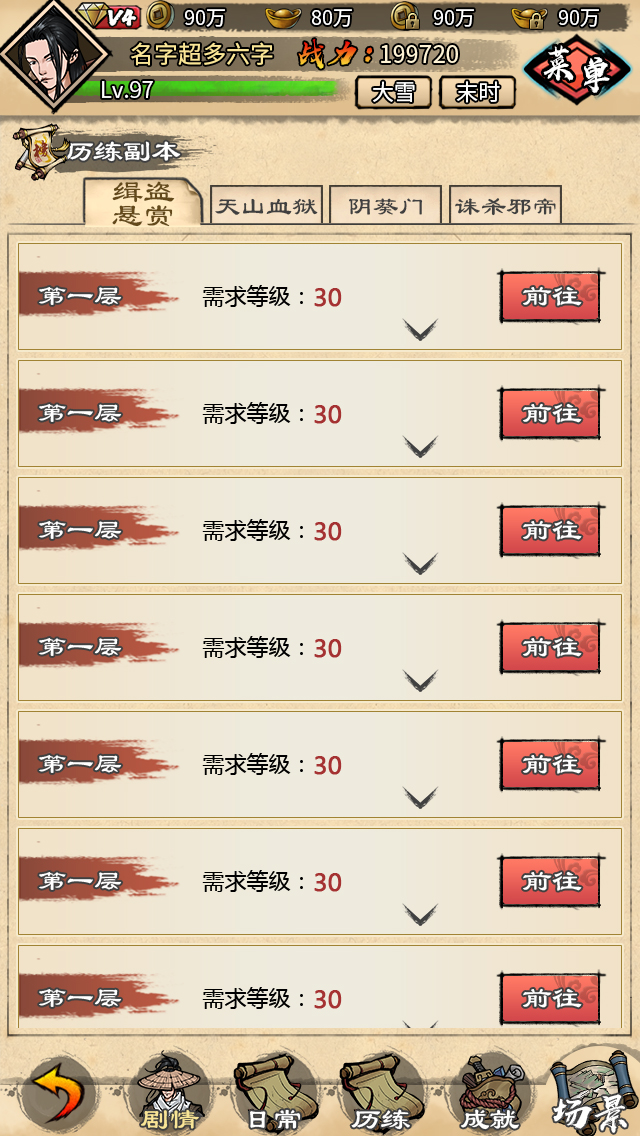 V4 90万 80万 90万 90万
名字超多六字 战力：199720
菜单
Lv.97
大雪 末时
历练副本
缉盗
悬赏
天山血狱 阴葵门 诛杀邪帝
第一层 需求等级：30 前往
第一层 需求等级：30 前往
第一层 需求等级：30 前往
第一层 需求等级：30 前往
第一层 需求等级：30 前往
第一层 需求等级：30 前往
第一层 需求等级：30 前往
剧情 日常 历练 成就 场景